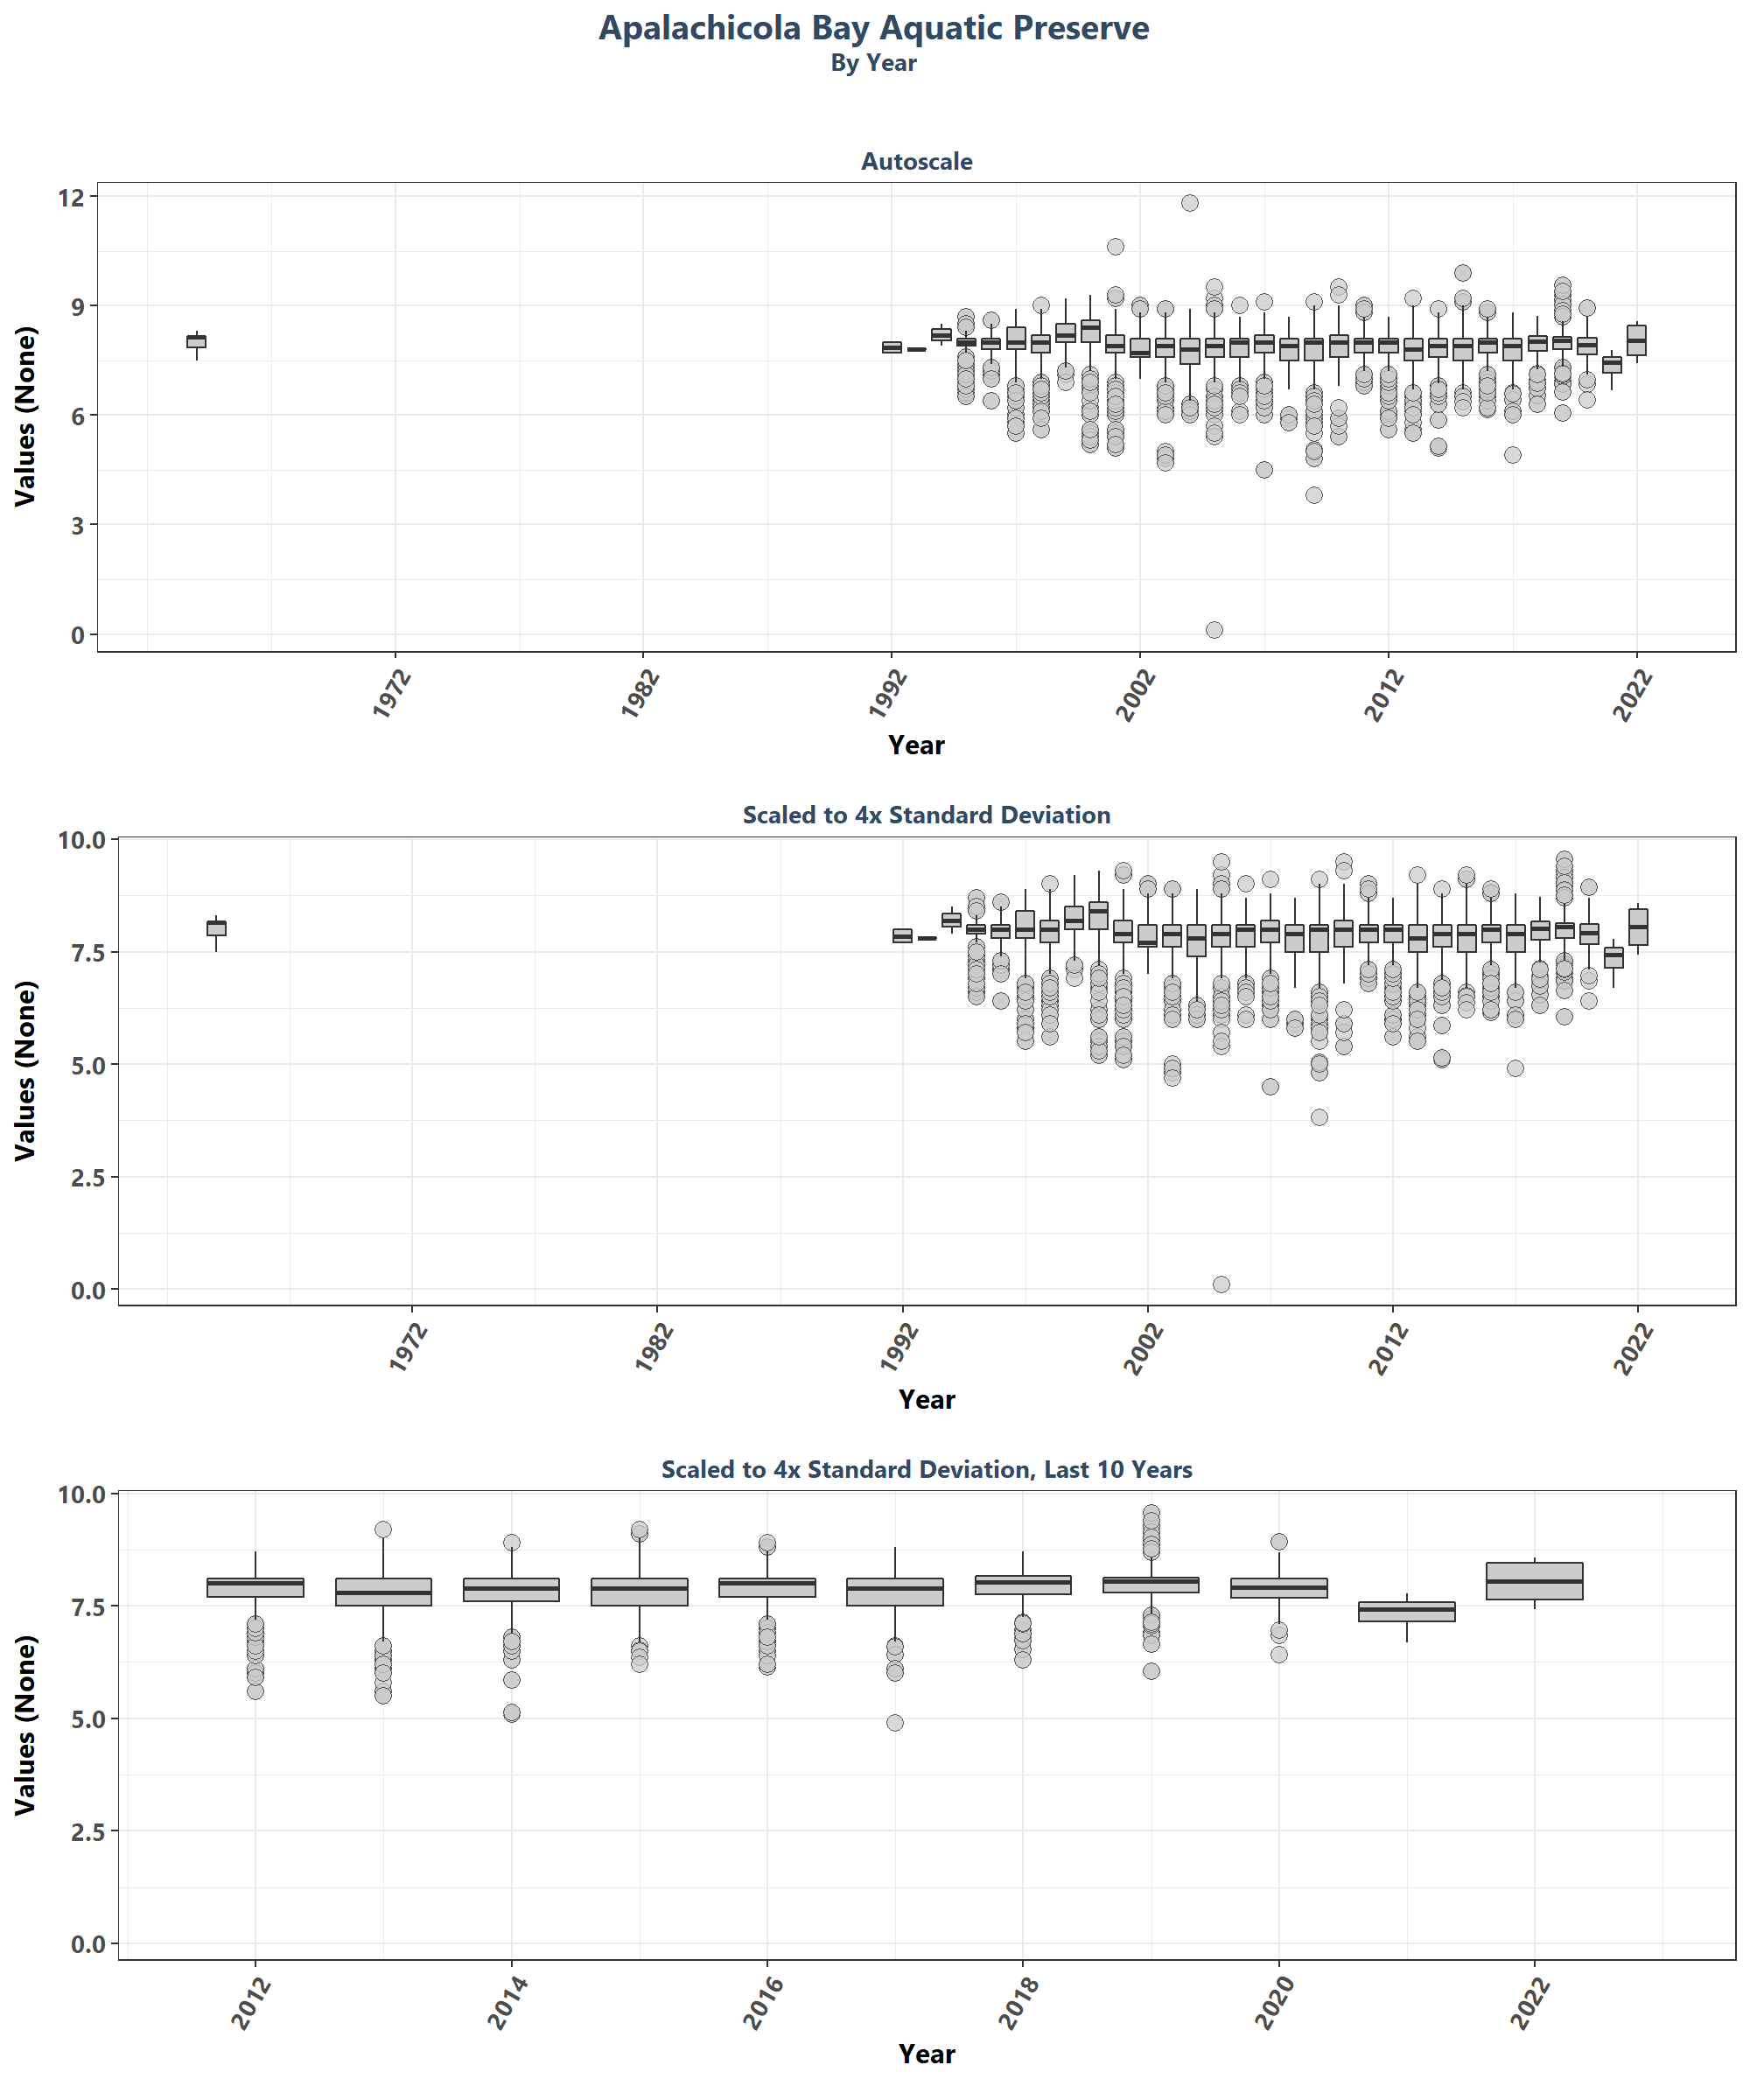 Apalachicola Bay Aquatic Preserve
By Year
Autoscale
Values (None)
12
9
6
3
0
1972 1982 1992 2002 2012 2022
Year
Scaled to 4x Standard Deviation
Values (None)
10.0
7.5
5.0
2.5
0.0
1972 1982 1992 2002 2012 2022
Year
Scaled to 4x Standard Deviation, Last 10 Years
Values (None)
10.0
7.5
5.0
2.5
0.0
2012 2014 2016 2018 2020 2022
Year